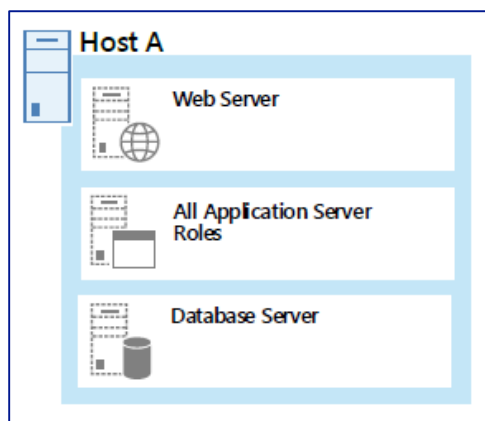 Host A
Web Server
All Application Server
Roles
Database Server